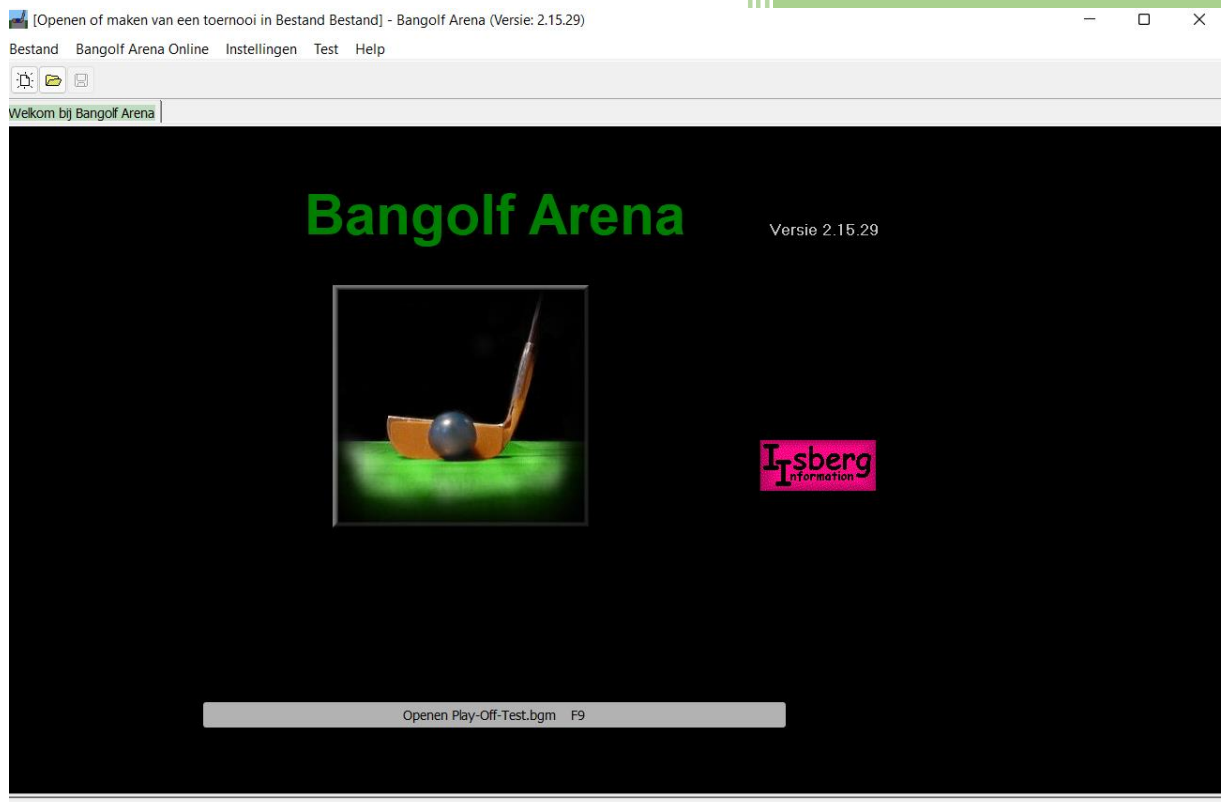 [Openen of maken van een toernooi in Bestand Bestand] - Bangolf Arena (Versie: 2.15.29)
Bestand Bangolf Arena Online Instellingen Test Help
Welkom bij Bangolf Arena
Bangolf Arena
Versie 2.15.29
Itsberg
Information
Openen Play-Off-Test.bgm F9